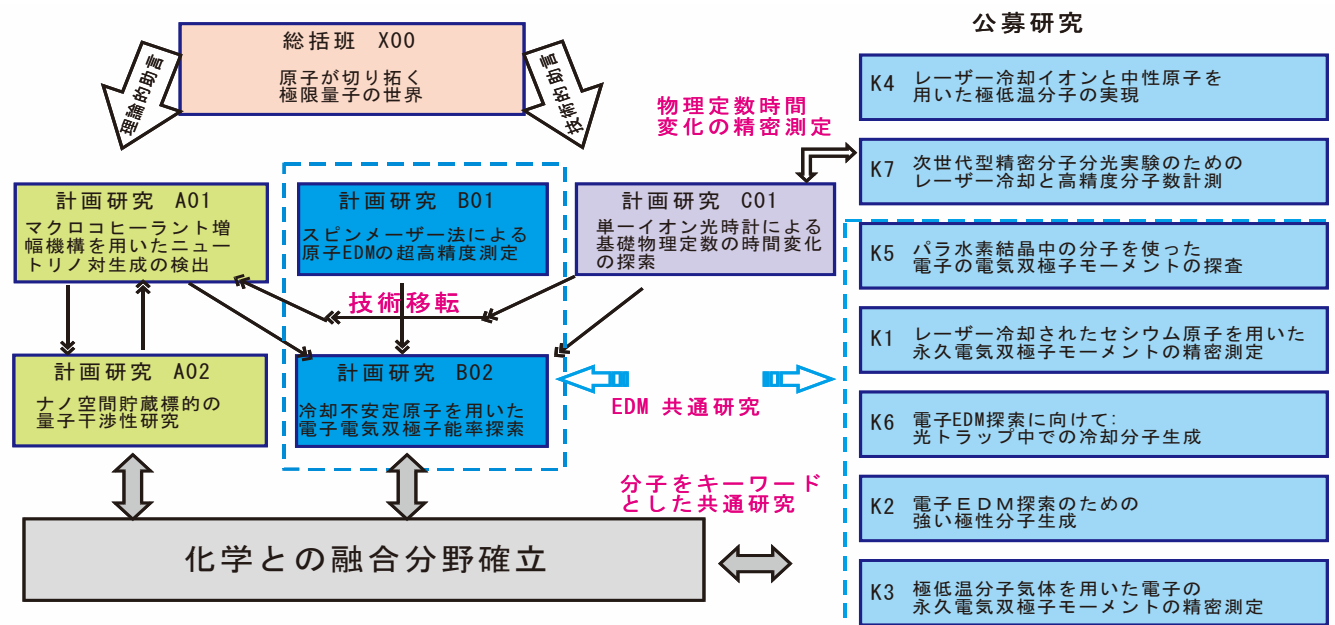 総括班 X00
原子が切り拓く
極限量子の世界
理論的助言
技術的助言
計画研究 A01
マクロコヒーラント増
幅機構を用いたニュー
トリノ対生成の検出
計画研究 B01
スピンメーザー法による
原子EDMの超高精度測定
計画研究 C01
単一イオン光時計による
基礎物理定数の時間変化
の探索
物理定数時間
変化の精密測定
技術移転
計画研究 A02
ナノ空間貯蔵標的の
量子干渉性研究
計画研究 B02
冷却不安定原子を用いた
電子電気双極子能率探索
EDM 共通研究
分子をキーワード
とした共通研究
化学との融合分野確立
公募研究
K4 レーザー冷却イオンと中性原子を
用いた極低温分子の実現
K7 次世代型精密分子分光実験のための
レーザー冷却と高精度分子数計測
K5 パラ水素結晶中の分子を使った
電子の電気双極子モーメントの探査
K1 レーザー冷却されたセシウム原子を用いた
永久電気双極子モーメントの精密測定
K6 電子EDM探索に向けて:
光トラップ中での冷却分子生成
K2 電子ＥＤＭ探索のための
強い極性分子生成
K3 極低温分子気体を用いた電子の
永久電気双極子モーメントの精密測定